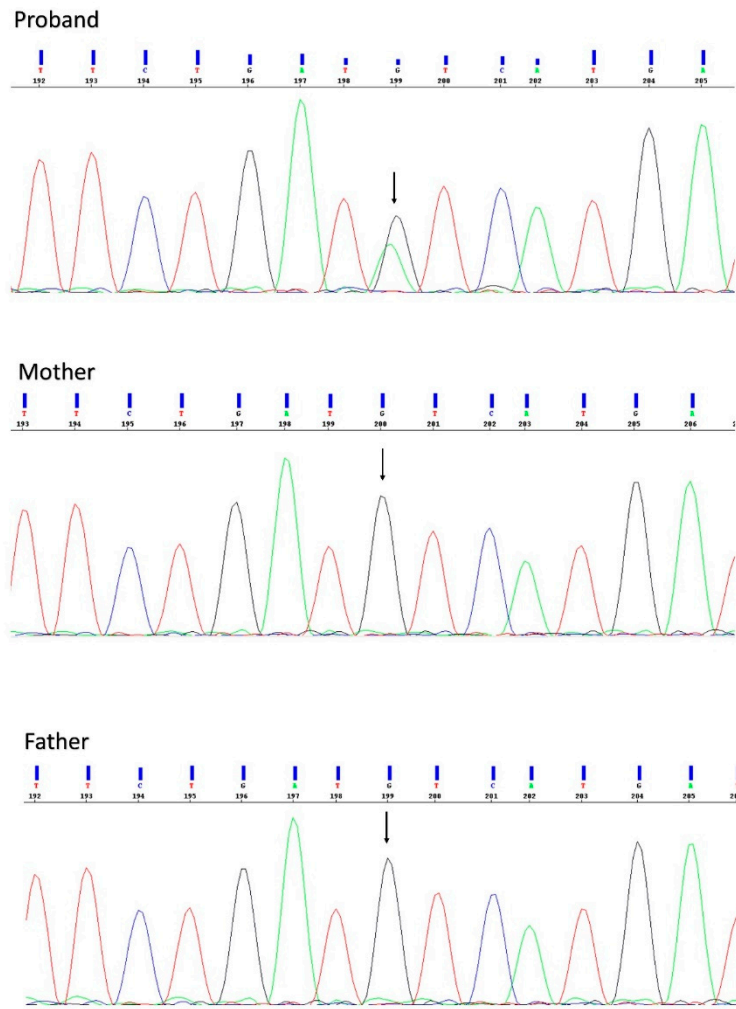 Proband
T T C T G A T G T C A T G A
192 193 194 195 196 197 198 199 200 201 202 203 204 205
Mother
T T C T G A T G T C A T G A
193 194 195 196 197 198 199 200 201 202 203 204 205 206
Father
T T C T G A T G T C A T G A
192 193 194 195 196 197 198 199 200 201 202 203 204 205